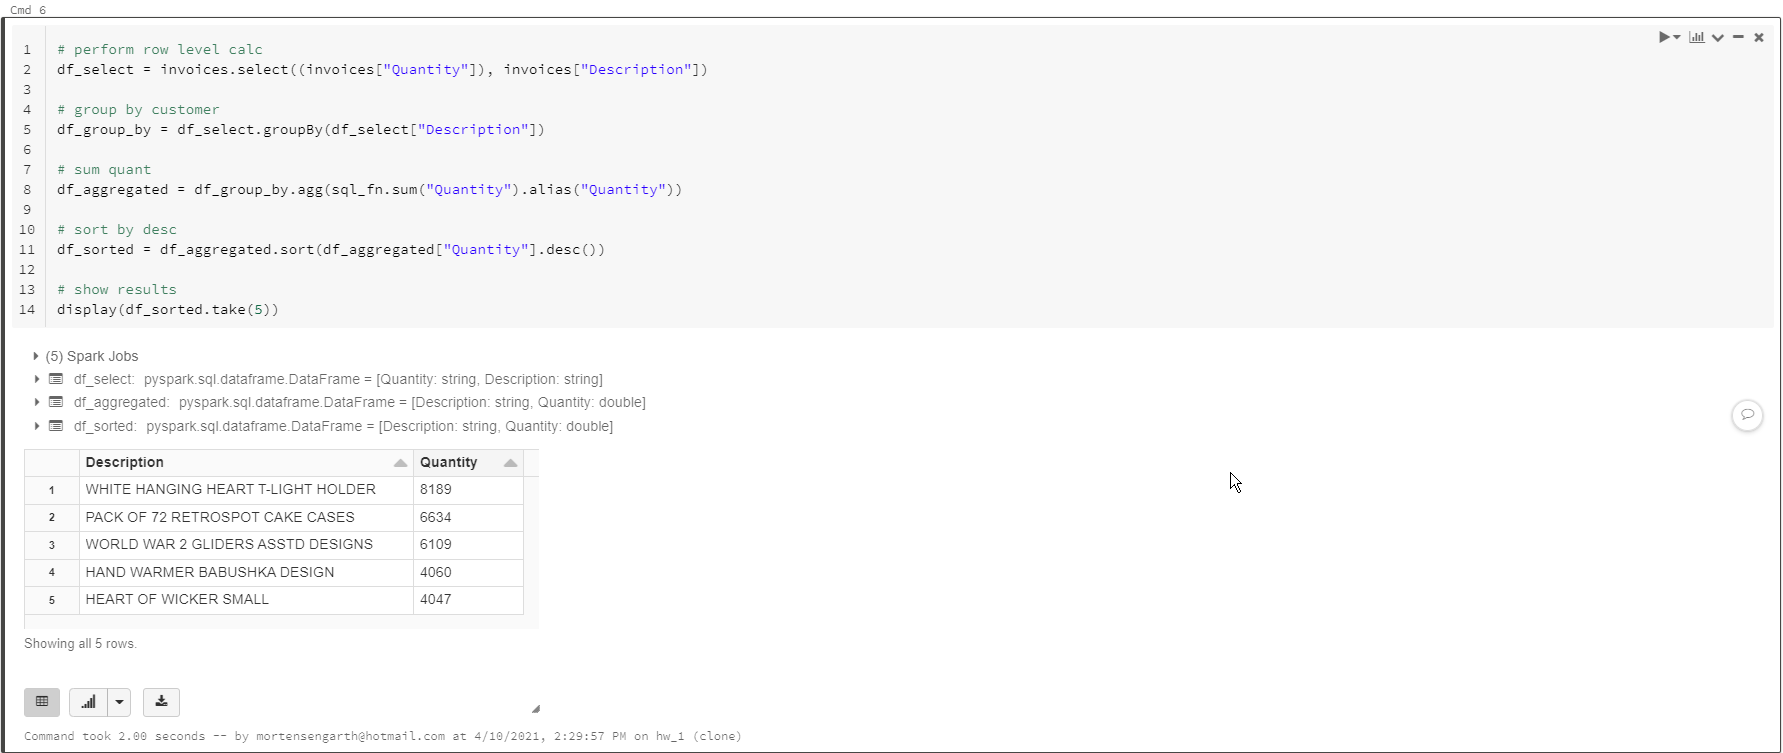 Cmd 6
1 # perform row level calc
2 df_select = invoices.select((invoices["Quantity"]), invoices["Description"])
3
4 # group by customer
5 df_group_by = df_select.groupBy(df_select["Description"])
6
7 # sum quant
8 df_aggregated = df_group_by.agg(sql_fn.sum("Quantity").alias("Quantity"))
9
10 # sort by desc
11 df_sorted = df_aggregated.sort(df_aggregated["Quantity"].desc())
12
13 # show results
14 display(df_sorted.take(5))
(5) Spark Jobs
df_select: pyspark.sql.dataframe.DataFrame = [Quantity: string, Description: string]
df_aggregated: pyspark.sql.dataframe.DataFrame = [Description: string, Quantity: double]
df_sorted: pyspark.sql.dataframe.DataFrame = [Description: string, Quantity: double]
Description Quantity
1 WHITE HANGING HEART T-LIGHT HOLDER 8189
2 PACK OF 72 RETROSPOT CAKE CASES 6634
3 WORLD WAR 2 GLIDERS ASSTD DESIGNS 6109
4 HAND WARMER BABUSHKA DESIGN 4060
5 HEART OF WICKER SMALL 4047
Showing all 5 rows.
Command took 2.00 seconds -- by mortensengarth@hotmail.com at 4/10/2021, 2:29:57 PM on hw_1 (clone)